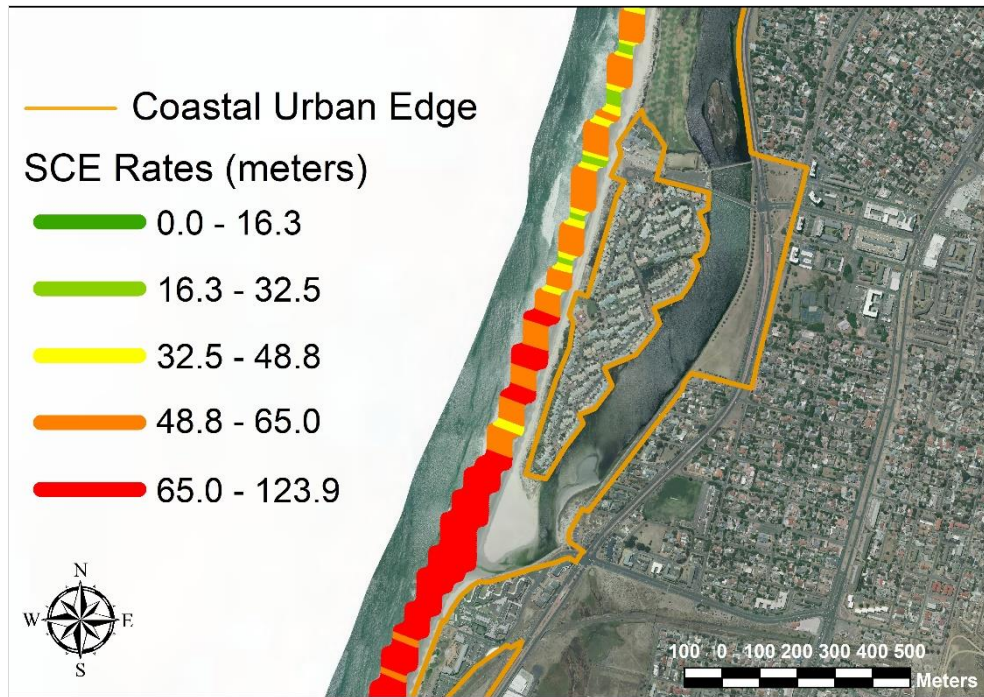 Coastal Urban Edge
SCE Rates (meters)
0.0 - 16.3
16.3 - 32.5
32.5 - 48.8
48.8 - 65.0
65.0 - 123.9
N
W E
S
100 0 100 200 300 400 500
Meters